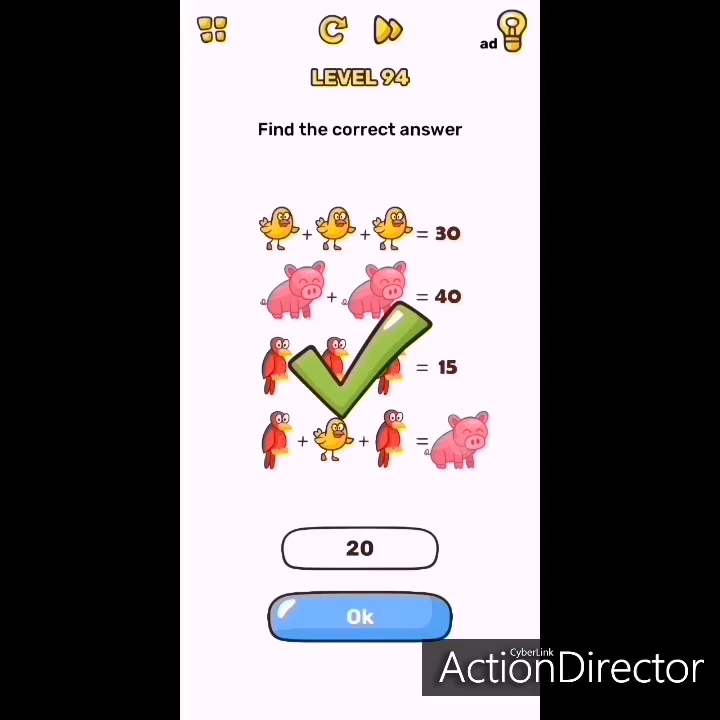 ad
LEVEL 94
Find the correct answer
+ + = 30
+ = 40
= 15
+ + =
20
Ok
CyberLink
ActionDirector